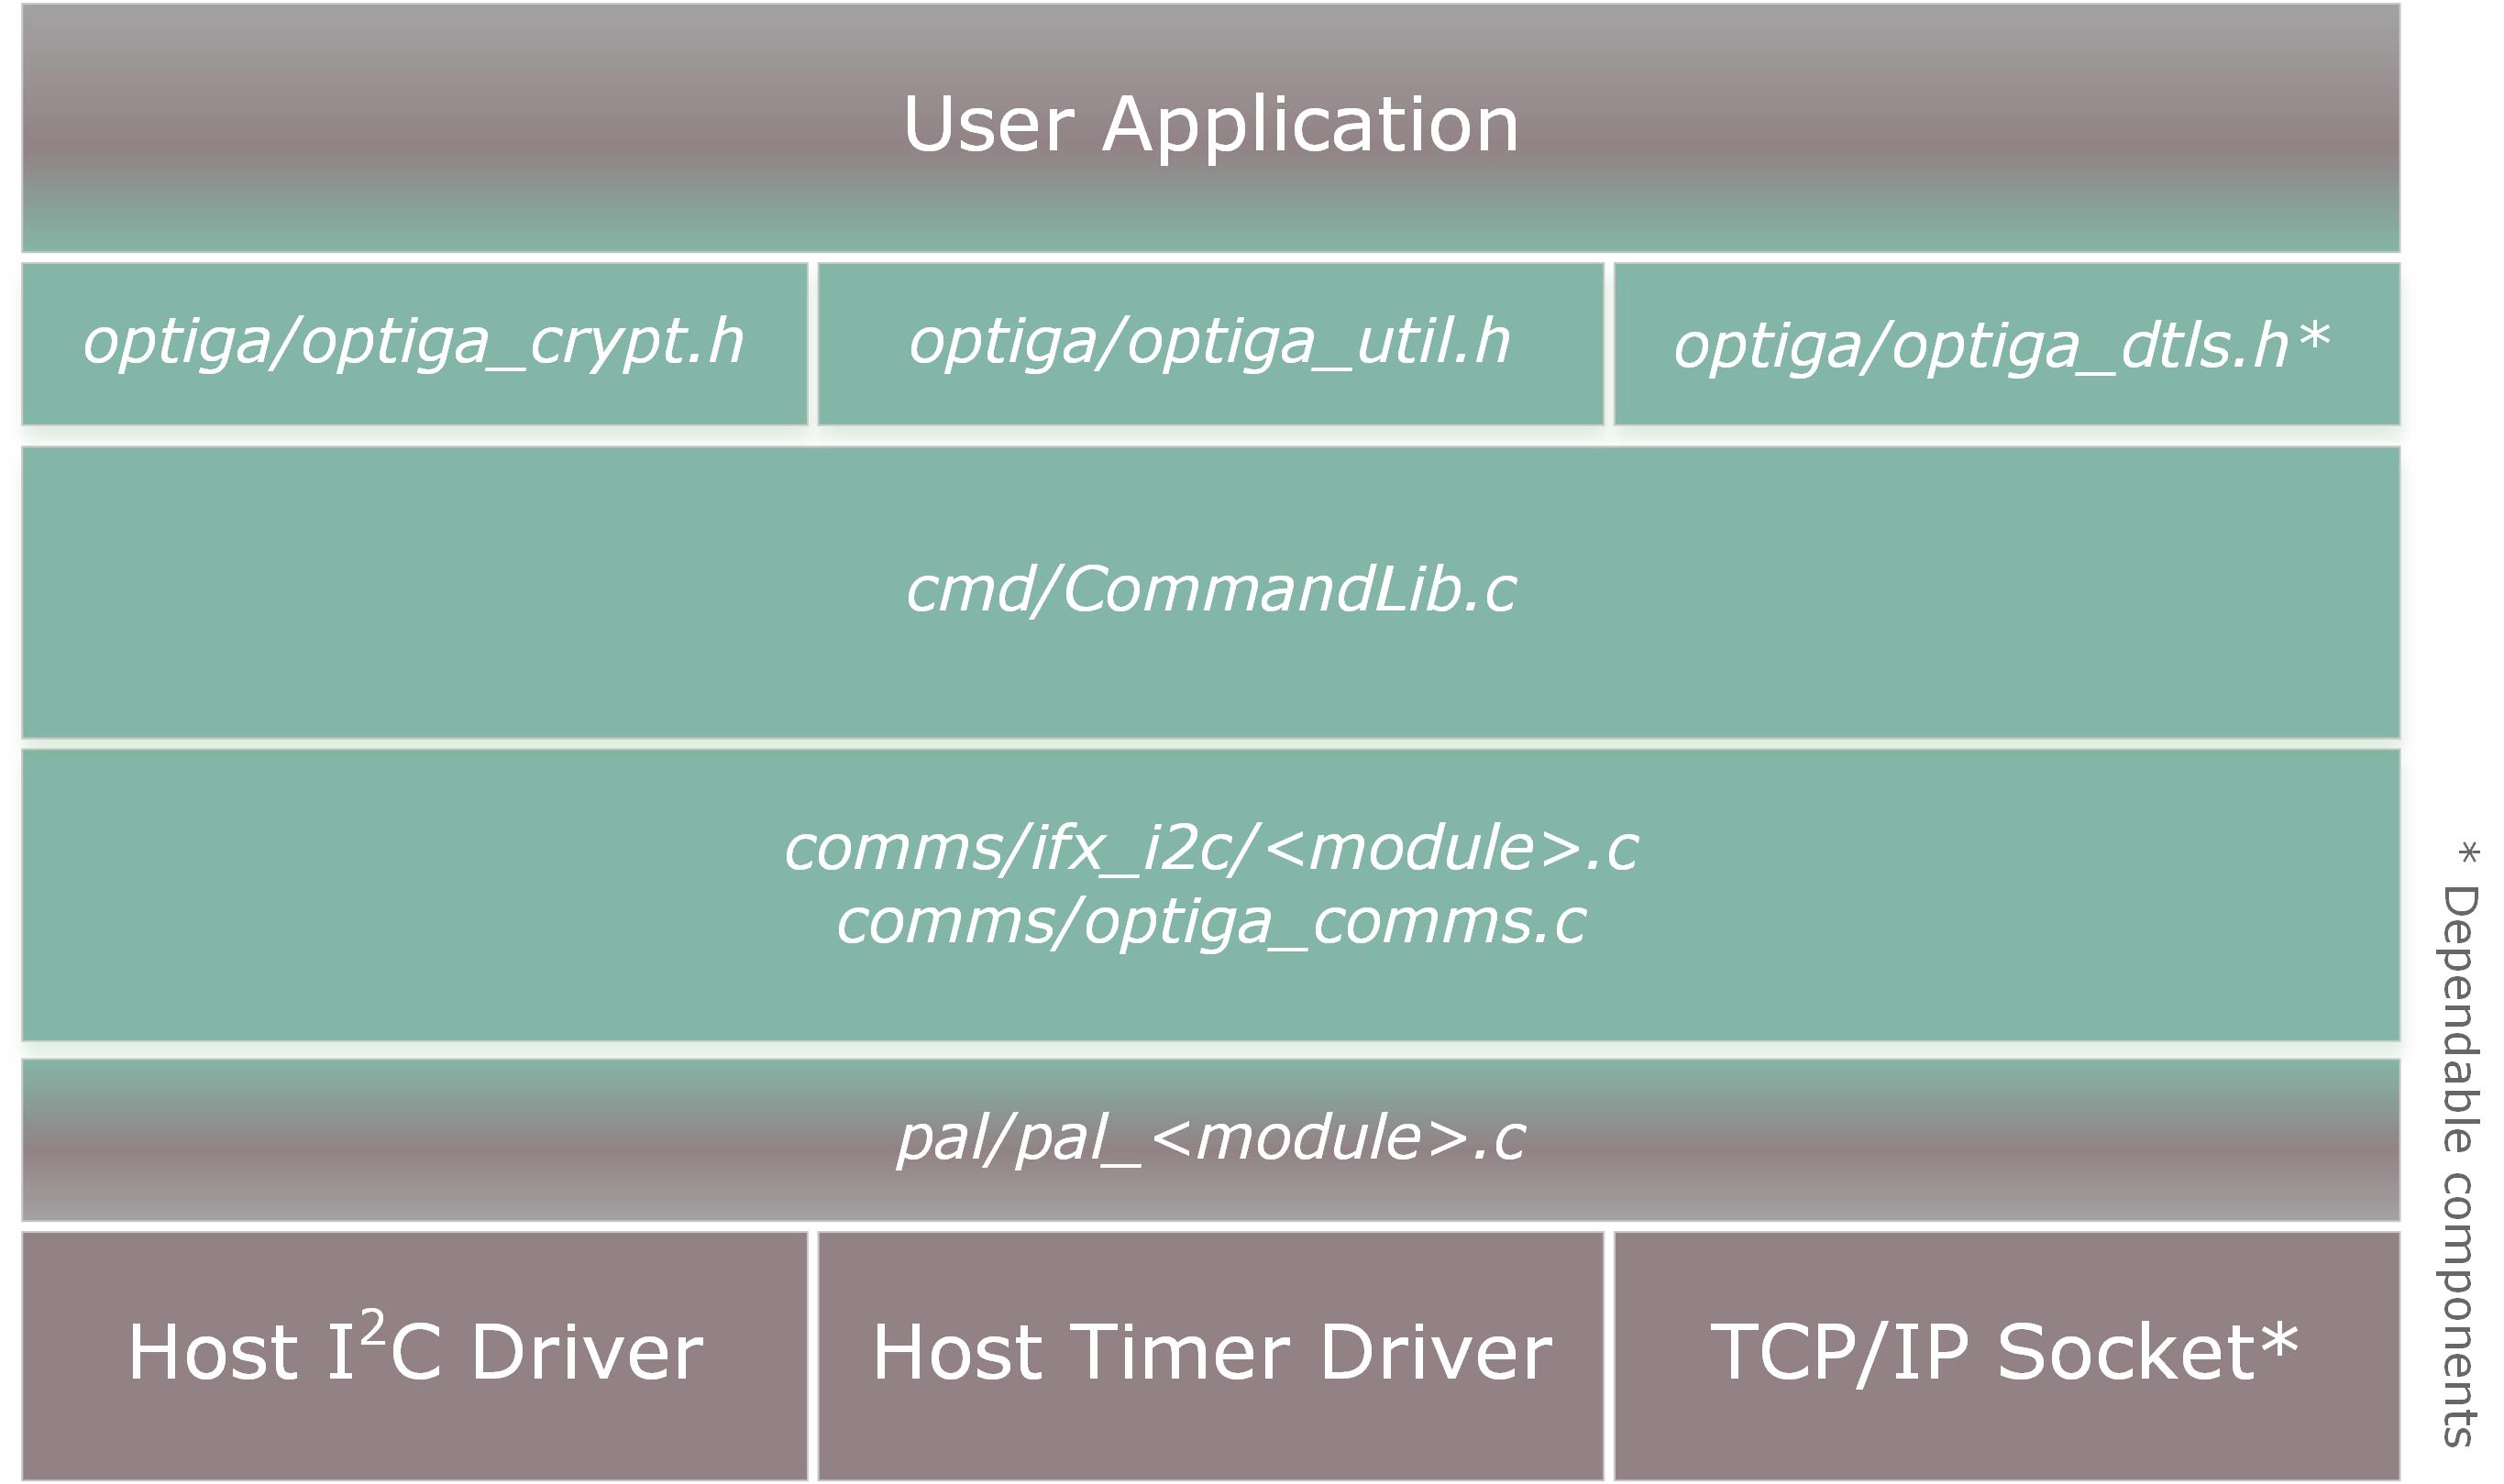 User Application
optiga/optiga_crypt.h
optiga/optiga_util.h
optiga/optiga_dtls.h*
cmd/CommandLib.c
comms/ifx_i2c/<module>.c
comms/optiga_comms.c
pal/pal_<module>.c
Host I²C Driver
Host Timer Driver
TCP/IP Socket*
* Dependable components